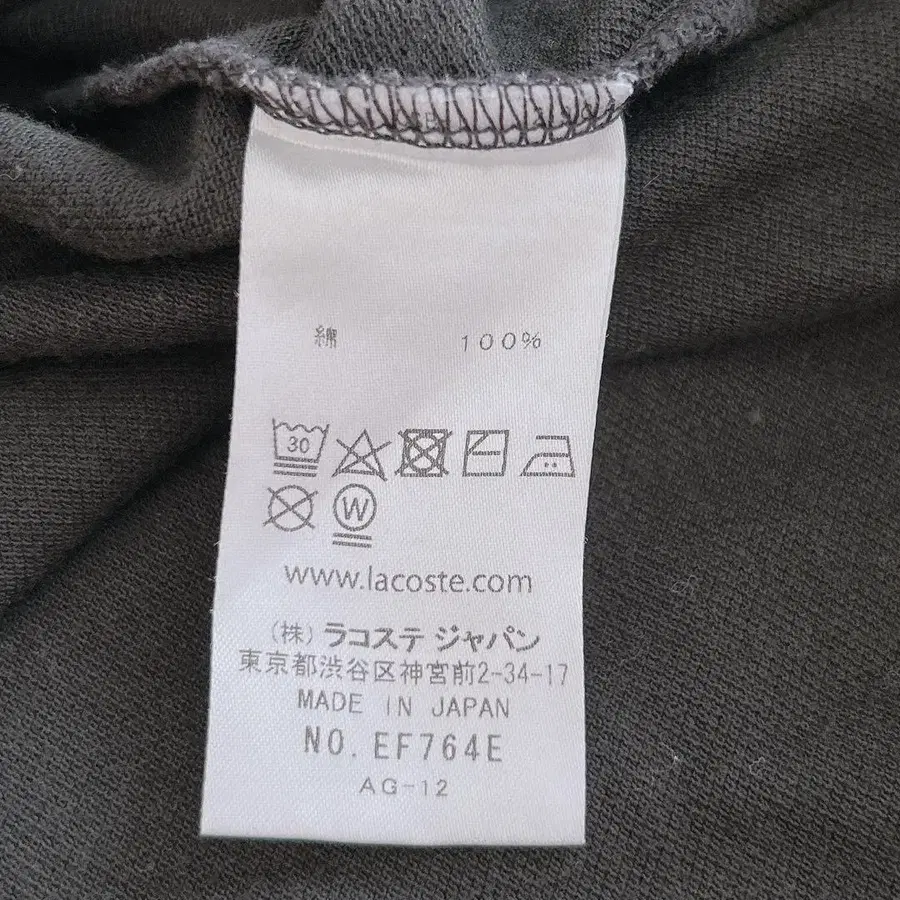 綿 100%
30
W
www.lacoste.com
(株) ラコステ ジャパン
東京都渋谷区神宮前2-34-17
MADE IN JAPAN
NO. EF764E
AG-12